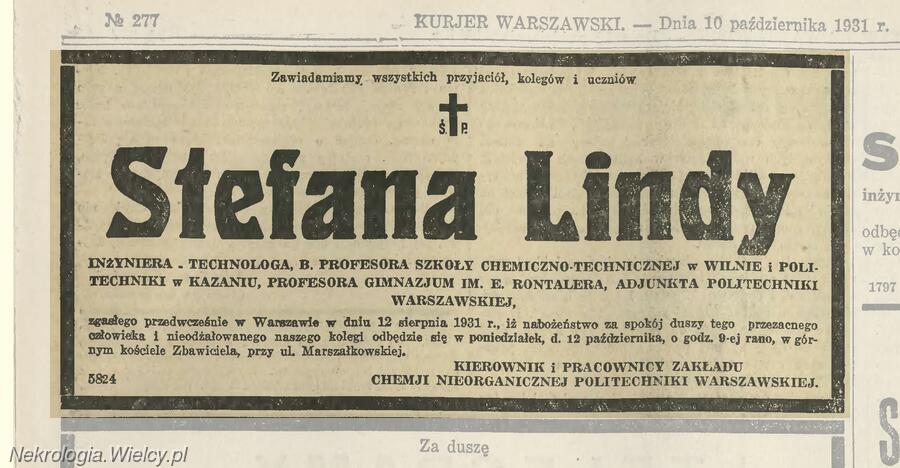 № 277
KURJER WARSZAWSKI. — Dnia 10 października 1931 r.
Zawiadamiamy wszystkich przyjaciół, kolegów i uczniów
Ś. P.
Stefana Lindy
INŻYNIERA - TECHNOLOGA, B. PROFESORA SZKOŁY CHEMICZNO-TECHNICZNEJ w WILNIE i POLI-
TECHNIKI w KAZANIU, PROFESORA GIMNAZJUM IM. E. RONTALERA, ADJUNKTA POLITECHNIKI
WARSZAWSKIEJ,
zgasłego przedwcześnie w Warszawie w dniu 12 sierpnia 1931 r., iż nabożeństwo za spokój duszy tego przezacnego
człowieka i nieodżałowanego naszego kolegi odbędzie się w poniedziałek, d. 12 października, o godz. 9-ej rano, w gór-
nym kościele Zbawiciela, przy ul. Marszałkowskiej.
KIEROWNIK i PRACOWNICY ZAKŁADU
5824 CHEMJI NIEORGANICZNEJ POLITECHNIKI WARSZAWSKIEJ.
Za duszę
S
inżyn
odbę
w ko
1797
S
Nekrologia.Wielcy.pl